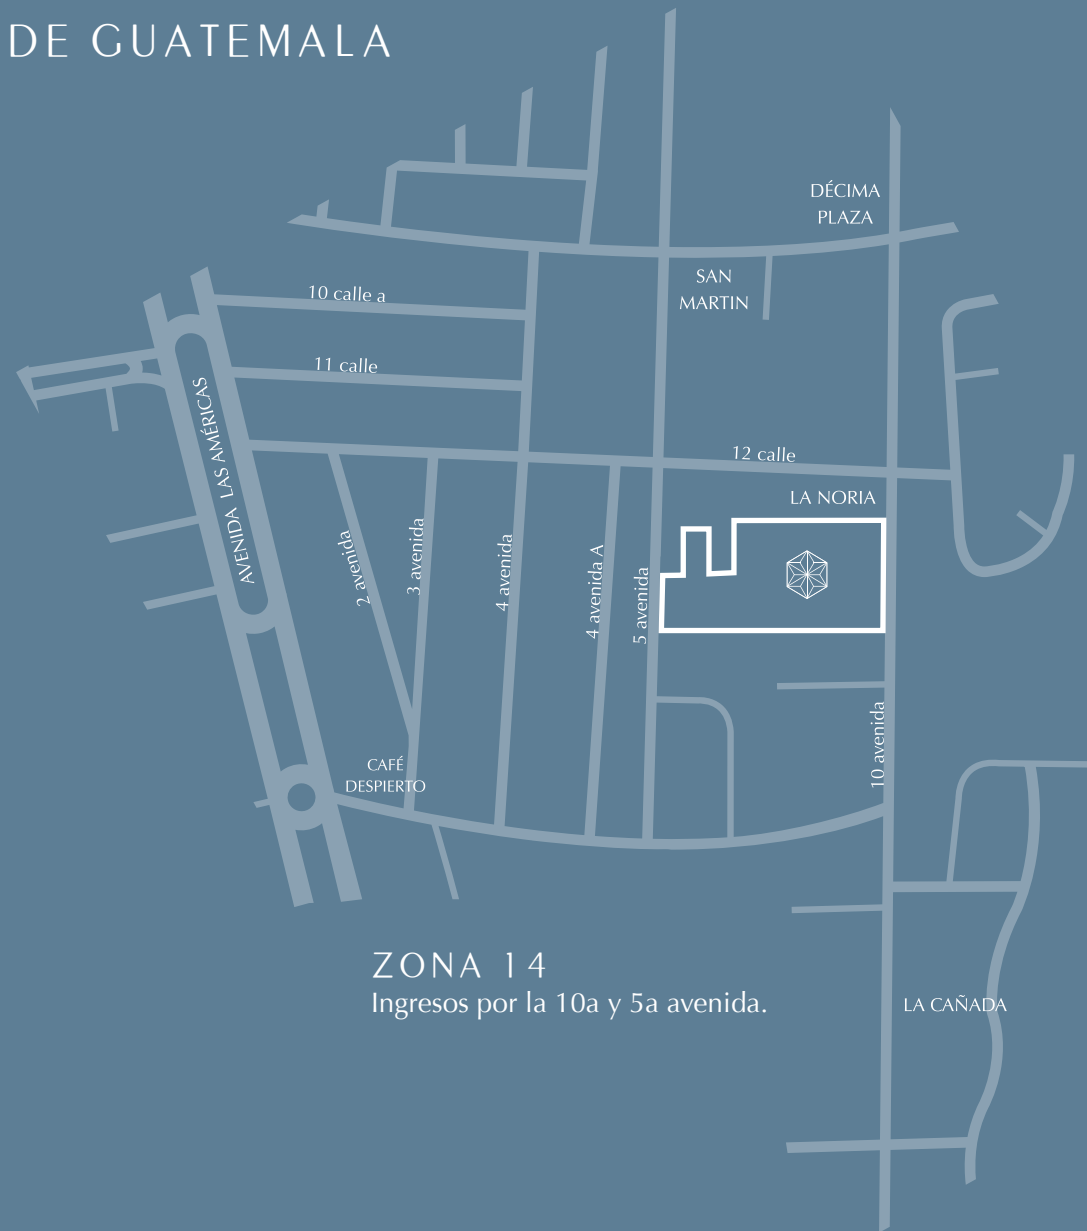 DE GUATEMALA
DÉCIMA
PLAZA
SAN
MARTIN
10 calle a
11 calle
AVENIDA LAS AMÉRICAS
12 calle
LA NORIA
2 avenida
3 avenida
4 avenida
4 avenida A
5 avenida
10 avenida
CAFÉ
DESPIERTO
ZONA 14
Ingresos por la 10a y 5a avenida.
LA CAÑADA